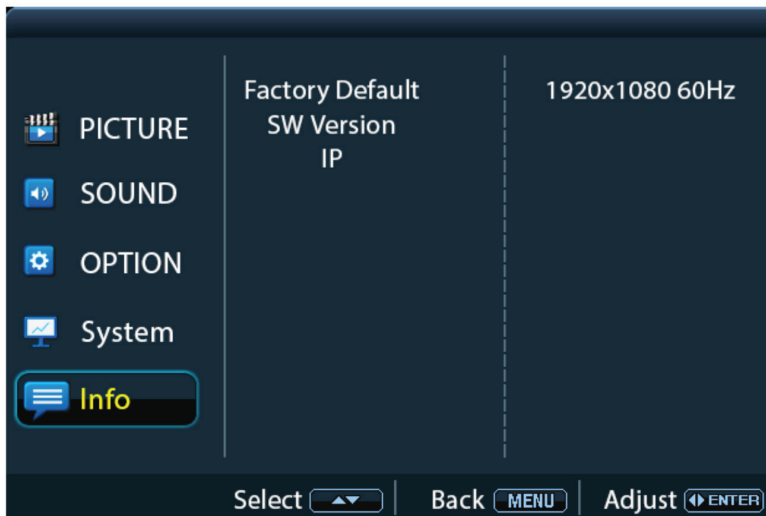 PICTURE
SOUND
OPTION
System
Info
Factory Default
SW Version
IP
1920x1080 60Hz
Select Back MENU Adjust ENTER